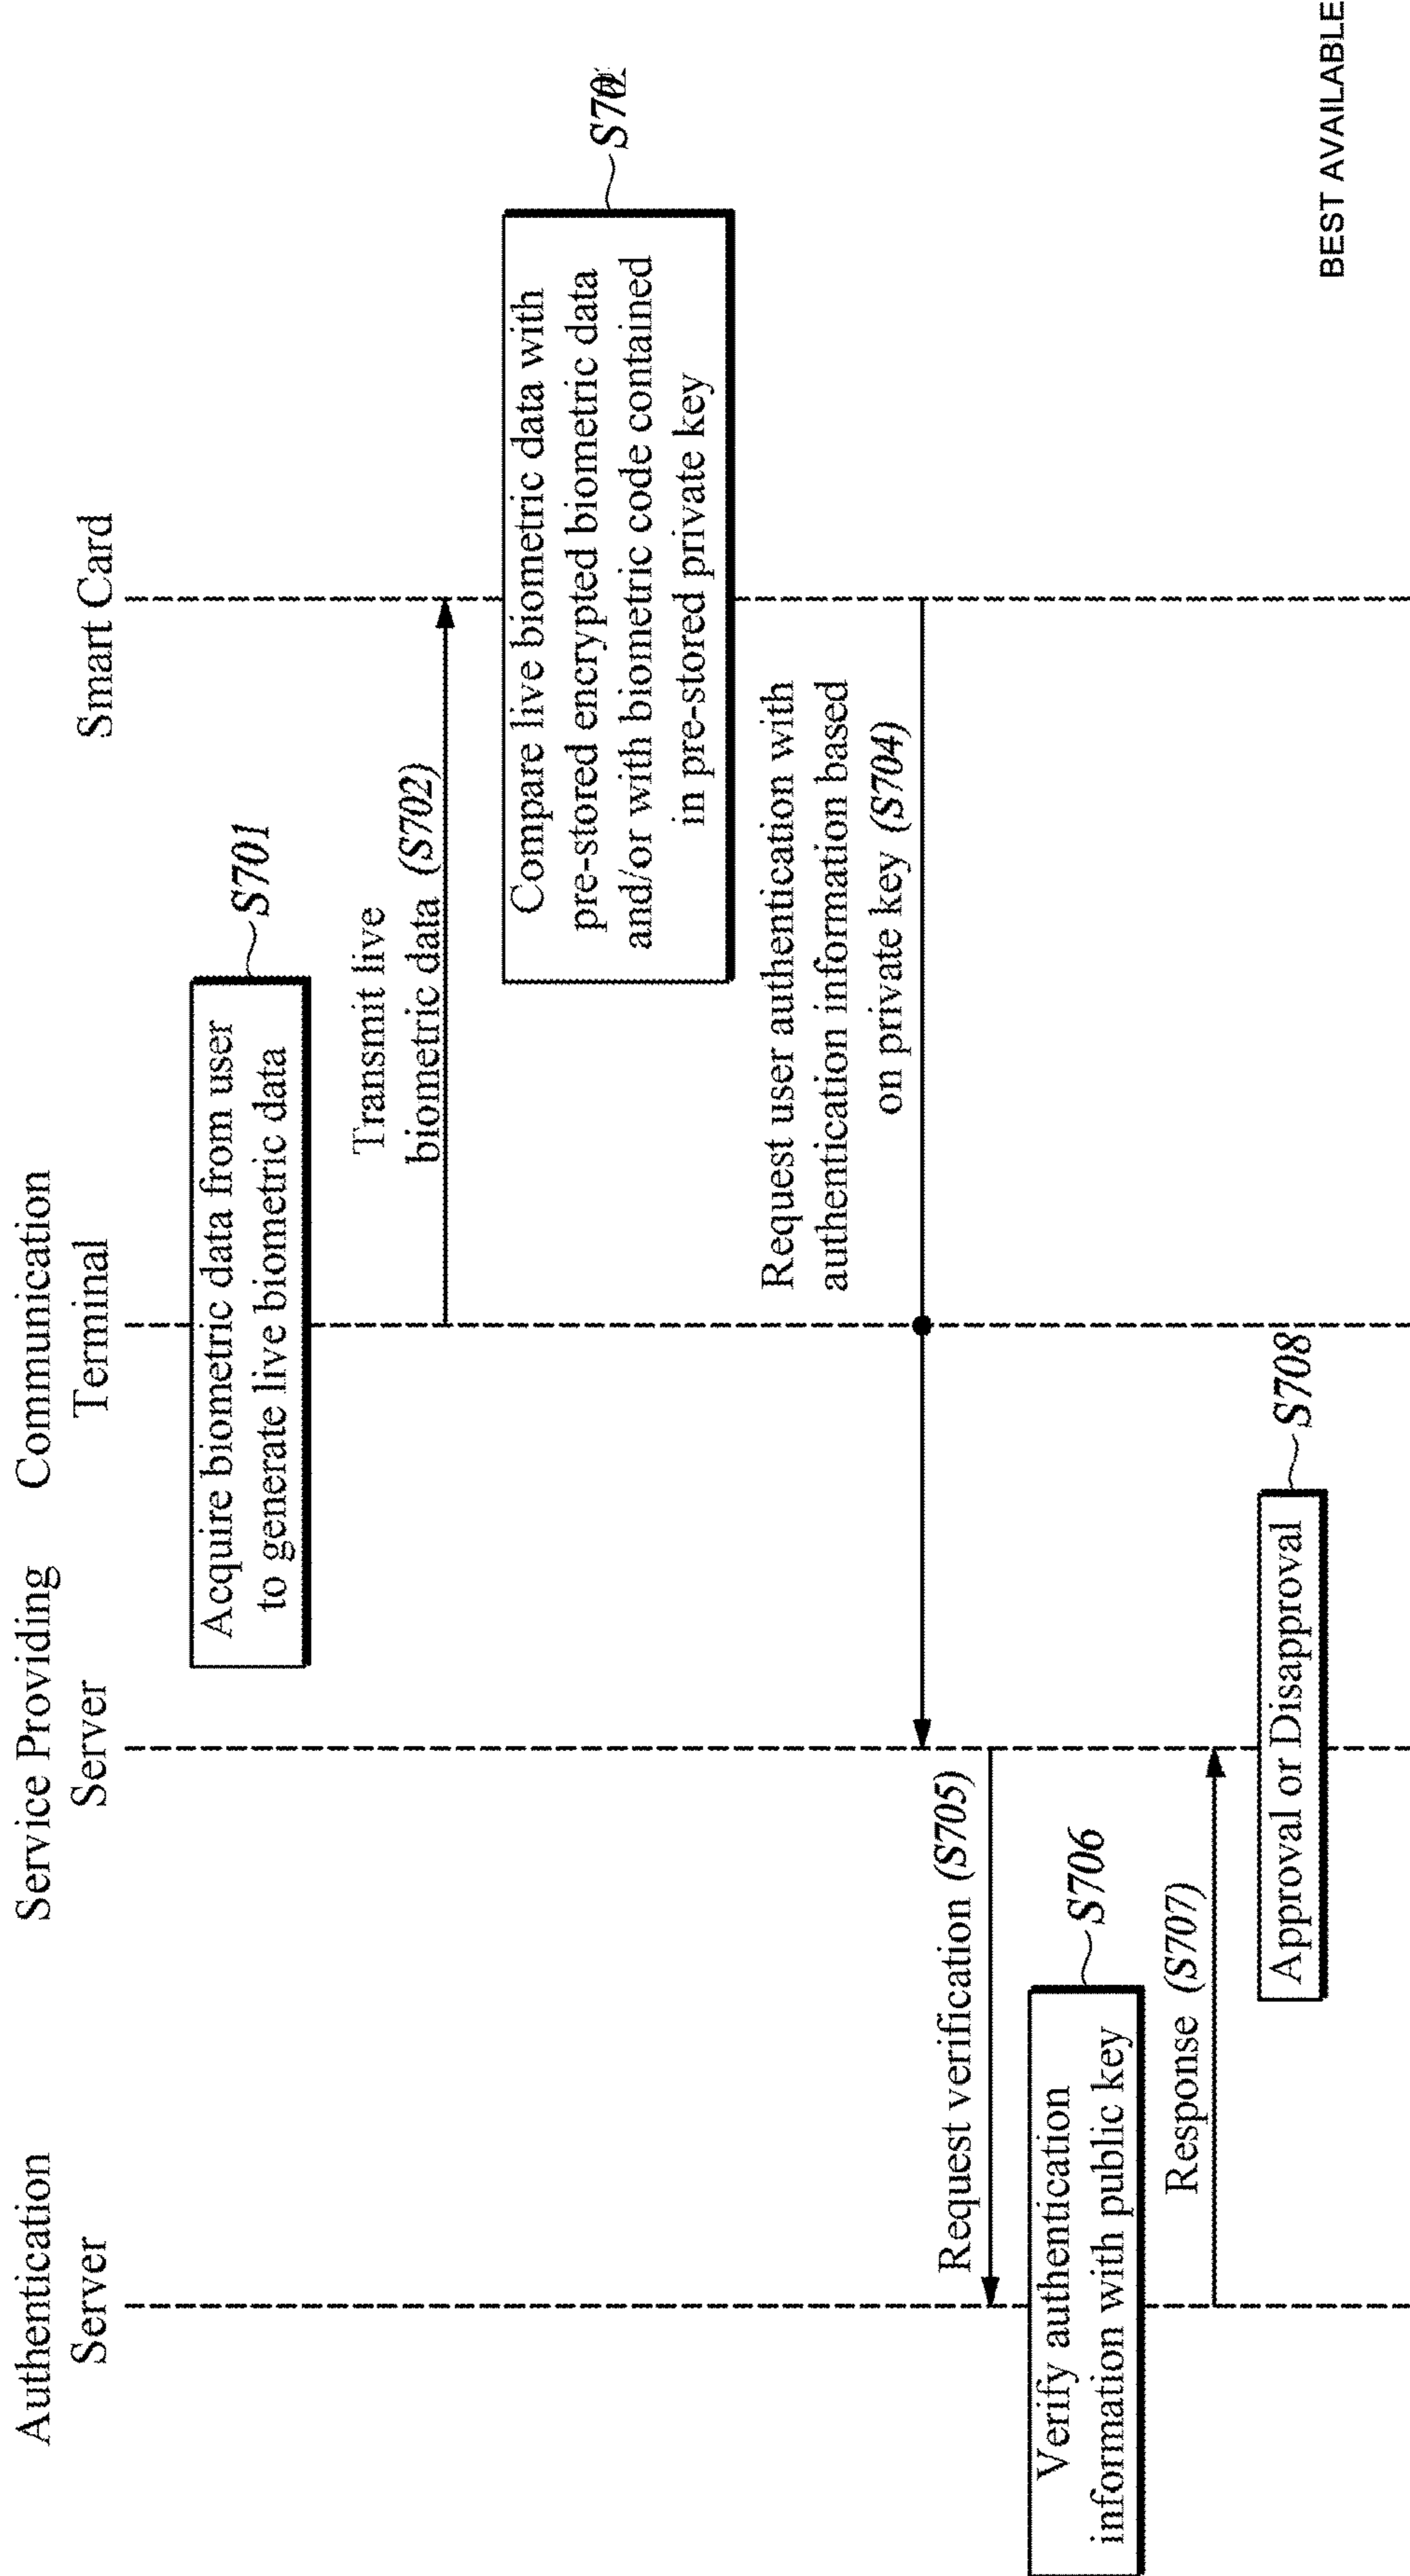 Authentication
Server
Service Providing
Server
Communication
Terminal
Smart Card
Acquire biometric data from user
to generate live biometric data
S701
Transmit live
biometric data (S702)
Compare live biometric data with
pre-stored encrypted biometric data
and/or with biometric code contained
in pre-stored private key
Request user authentication with
authentication information based
on private key (S704)
Request verification (S705)
Verify authentication
information with public key
S706
Response (S707)
Approval or Disapproval
S708
BEST AVAILABLE